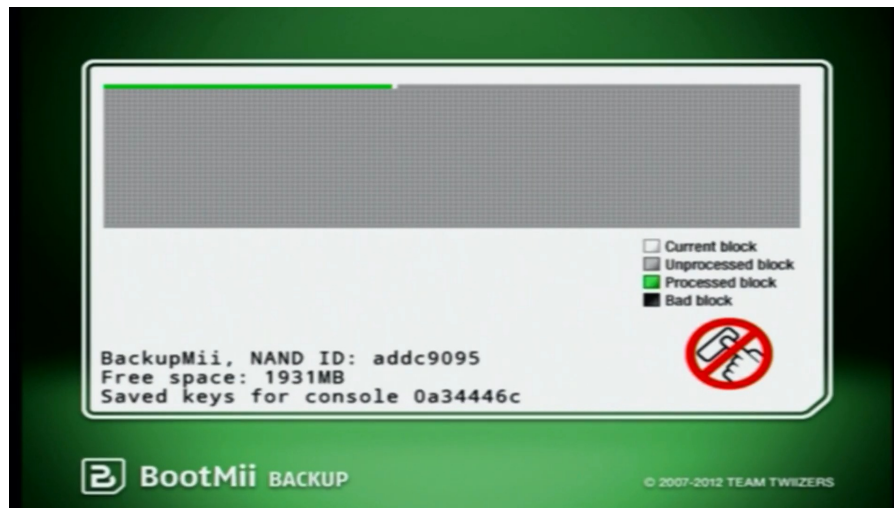 Current block
Unprocessed block
Processed block
Bad block
BackupMii, NAND ID: addc9095
Free space: 1931MB
Saved keys for console 0a34446c
BootMii BACKUP
© 2007-2012 TEAM TWIIZERS